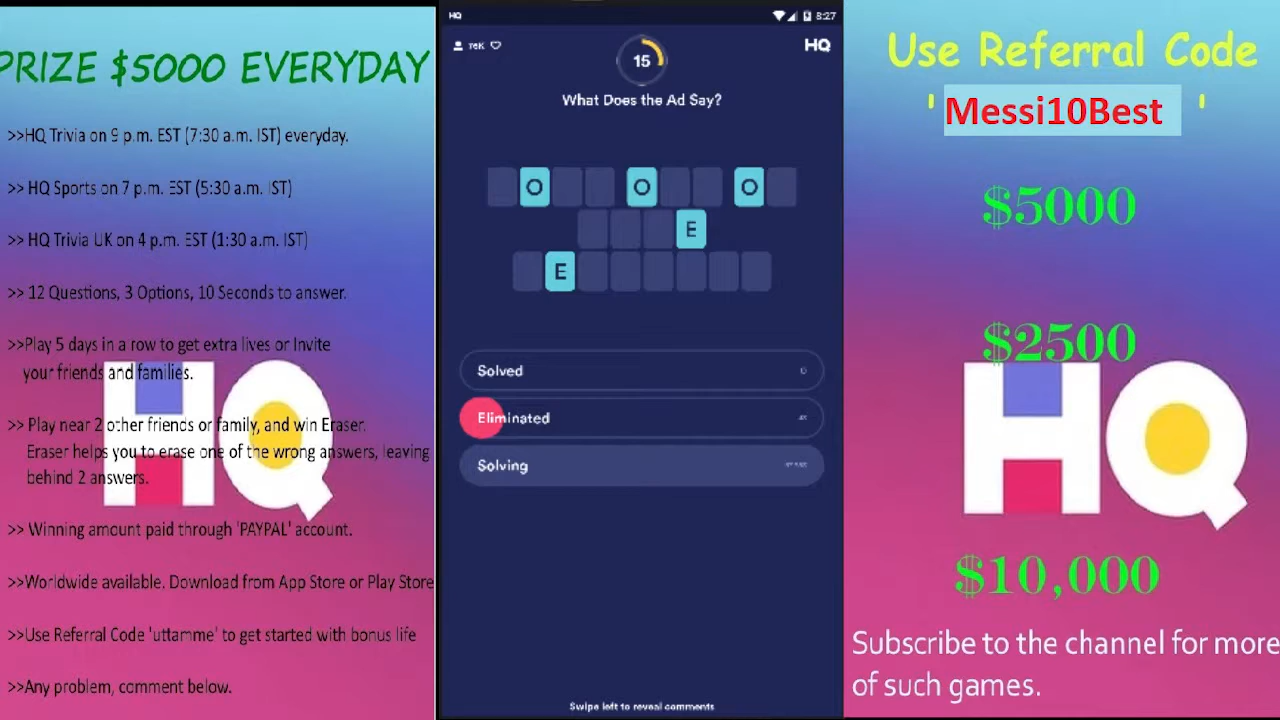 PRIZE $5000 EVERYDAY
>>HQ Trivia on 9 p.m. EST (7:30 a.m. IST) everyday.
>> HQ Sports on 7 p.m. EST (5:30 a.m. IST)
>> HQ Trivia UK on 4 p.m. EST (1:30 a.m. IST)
>> 12 Questions, 3 Options, 10 Seconds to answer.
>>Play 5 days in a row to get extra lives or Invite
your friends and families.
>> Play near 2 other friends or family, and win Eraser.
Eraser helps you to erase one of the wrong answers, leaving
behind 2 answers.
>> Winning amount paid through 'PAYPAL' account.
>>Worldwide available. Download from App Store or Play Store
>>Use Referral Code 'uttamme' to get started with bonus life
>>Any problem, comment below.
HQ
HQ
8:27
76K
15
HQ
What Does the Ad Say?
O O O
E
E
Solved
Eliminated
Solving
Swipe left to reveal comments
Use Referral Code
' Messi10Best '
$5000
$2500
HQ
$10,000
Subscribe to the channel for more
of such games.